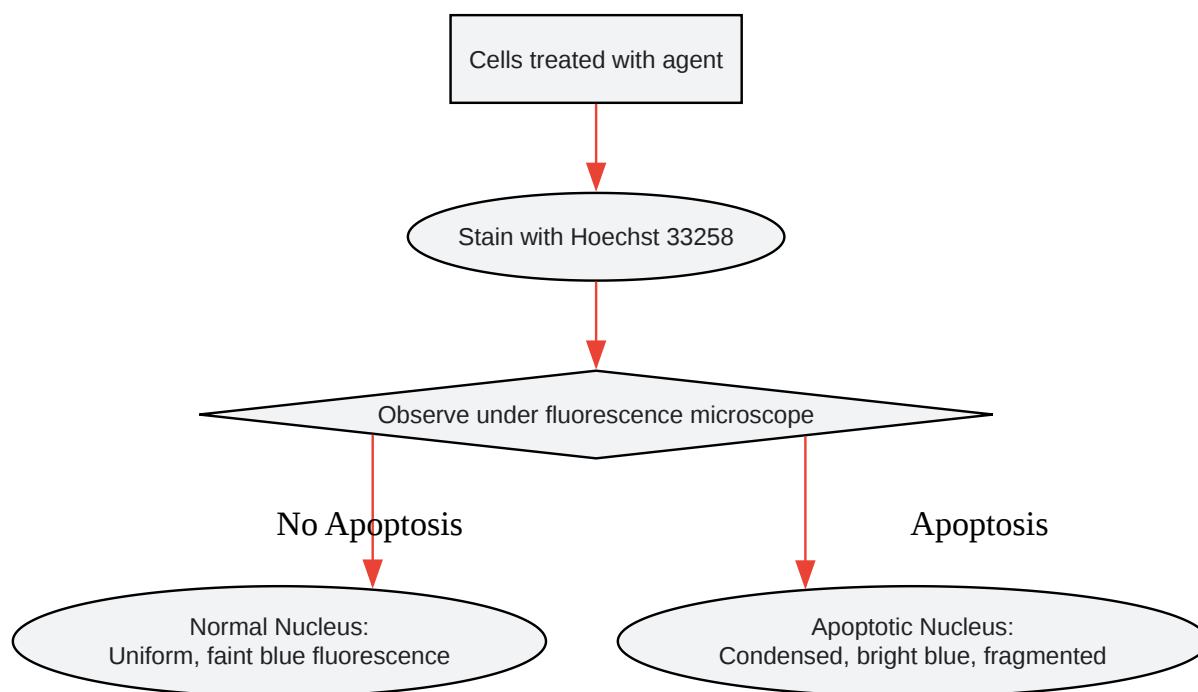 Cells treated with agent
Stain with Hoechst 33258
Observe under fluorescence microscope
No Apoptosis
Apoptosis
Normal Nucleus:
Uniform, faint blue fluorescence
Apoptotic Nucleus:
Condensed, bright blue, fragmented